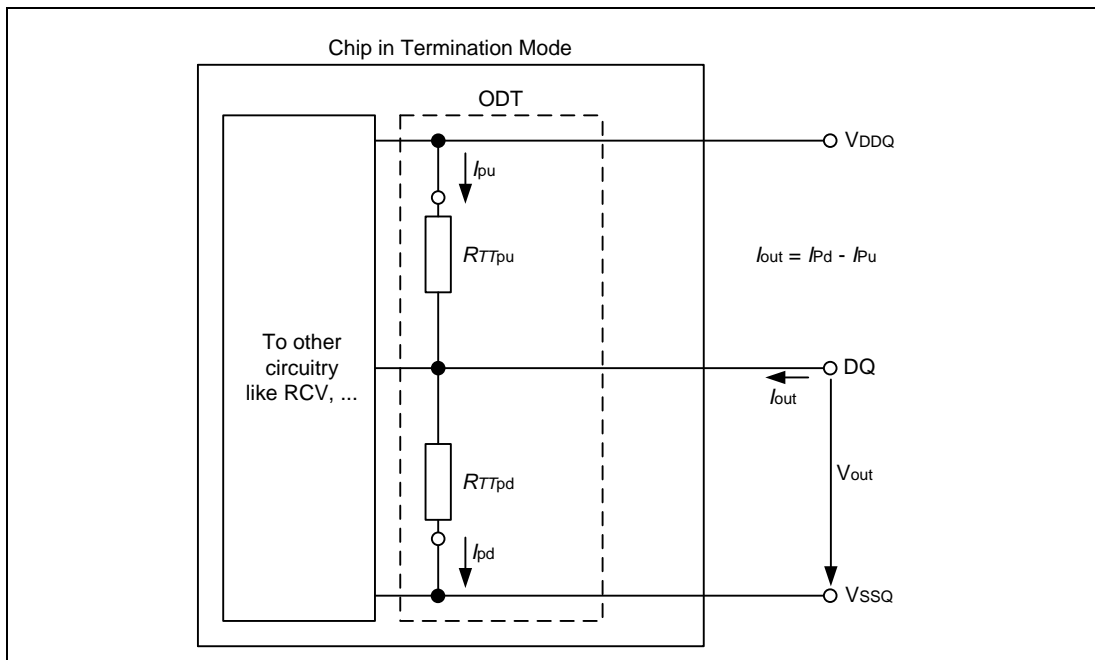 Chip in Termination Mode
ODT
VDDQ
Ipu
RTTpu
Iout = IPd - IPu
To other
circuitry
like RCV, ...
DQ
Iout
RTTpd
Vout
Ipd
VSSQ